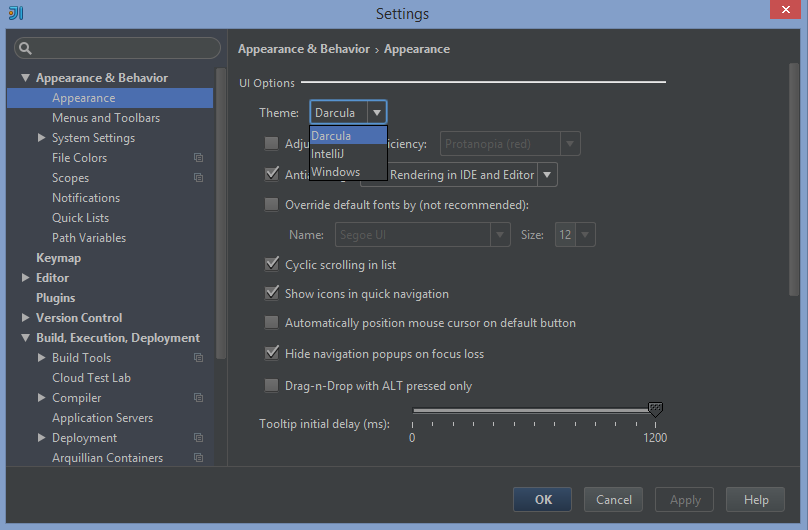 Settings
Appearance & Behavior
Appearance
Menus and Toolbars
System Settings
File Colors
Scopes
Notifications
Quick Lists
Path Variables
Keymap
Editor
Plugins
Version Control
Build, Execution, Deployment
Build Tools
Cloud Test Lab
Compiler
Application Servers
Deployment
Arquillian Containers
Appearance & Behavior › Appearance
UI Options
Theme: Darcula
Darcula
IntelliJ
Windows
Protanopia (red)
Rendering in IDE and Editor
Override default fonts by (not recommended):
Name: Segoe UI Size: 12
Cyclic scrolling in list
Show icons in quick navigation
Automatically position mouse cursor on default button
Hide navigation popups on focus loss
Drag-n-Drop with ALT pressed only
Tooltip initial delay (ms):
0 1200
OK Cancel Apply Help